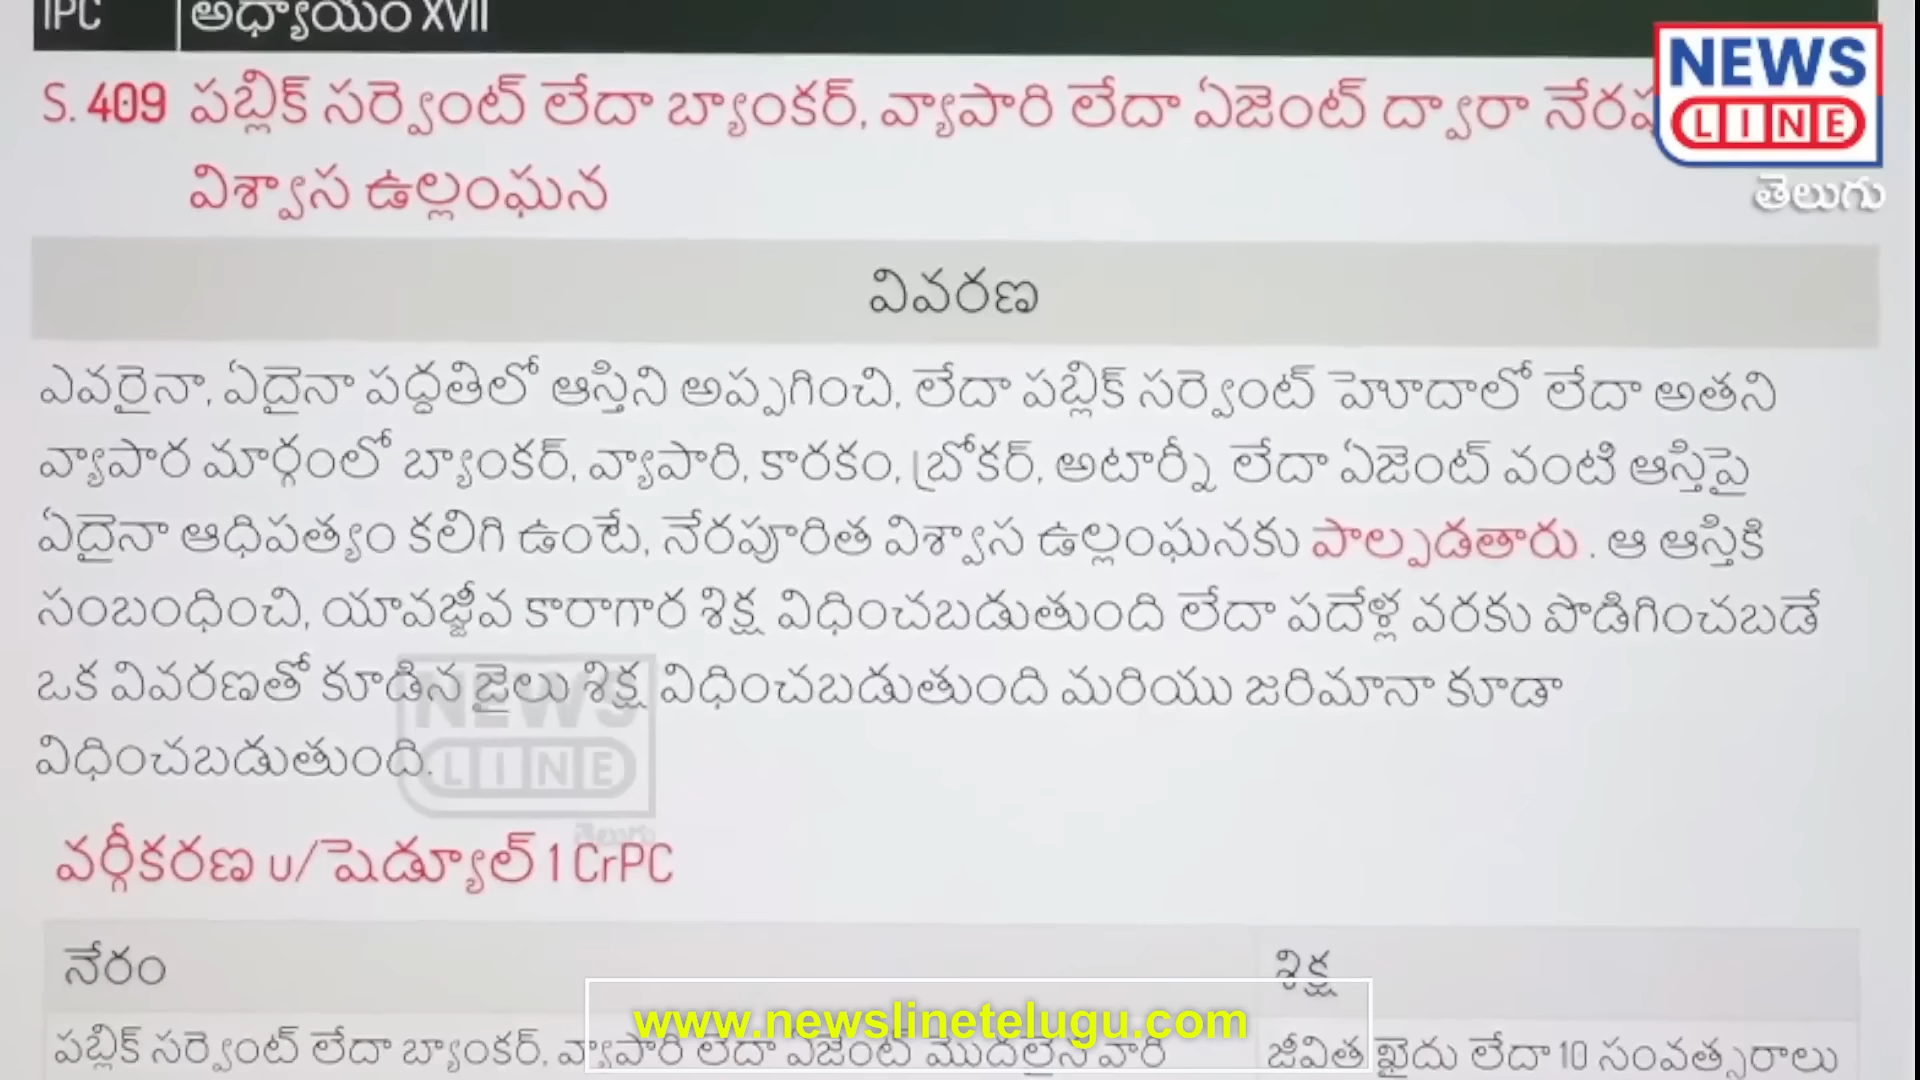 IPC అధ్యాయం XVII
NEWS
LINE
తెలుగు
S. 409 పబ్లిక్ సర్వెంట్ లేదా బ్యాంకర్, వ్యాపారి లేదా ఏజెంట్ ద్వారా
విశ్వాస ఉల్లంఘన
వివరణ
ఎవరైనా, ఏదైనా పద్ధతిలో ఆస్తిని అప్పగించి, లేదా పబ్లిక్ సర్వెంట్ హెూదాలో లేదా అతని
వ్యాపార మార్గంలో బ్యాంకర్, వ్యాపారి, కారకం, బ్రోకర్, అటార్నీ లేదా ఏజెంట్ వంటి ఆస్తిపై
ఏదైనా ఆధిపత్యం కలిగి ఉంటే, నేరపూరిత విశ్వాస ఉల్లంఘనకు పాల్పడతారు . ఆ ఆస్తికి
సంబంధించి, యావజ్జీవ కారాగార శిక్ష విధించబడుతుంది లేదా పదేళ్ల వరకు పొడిగించబడే
ఒక వివరణతో కూడిన జైలు శిక్ష విధించబడుతుంది మరియు జరిమానా కూడా
విధించబడుతుంది.
NEWS
LINE
తెలుగు
వర్గీకరణ u/షెడ్యూల్ 1 CrPC
నేరం శిక్ష
www.newslinetelugu.com
పబ్లిక్ సర్వెంట్ లేదా బ్యాంకర్, వ్యాపారి లేదా ఏజెంట్ మొదలైన వారి జీవిత ఖైదు లేదా 10 సంవత్సరాలు